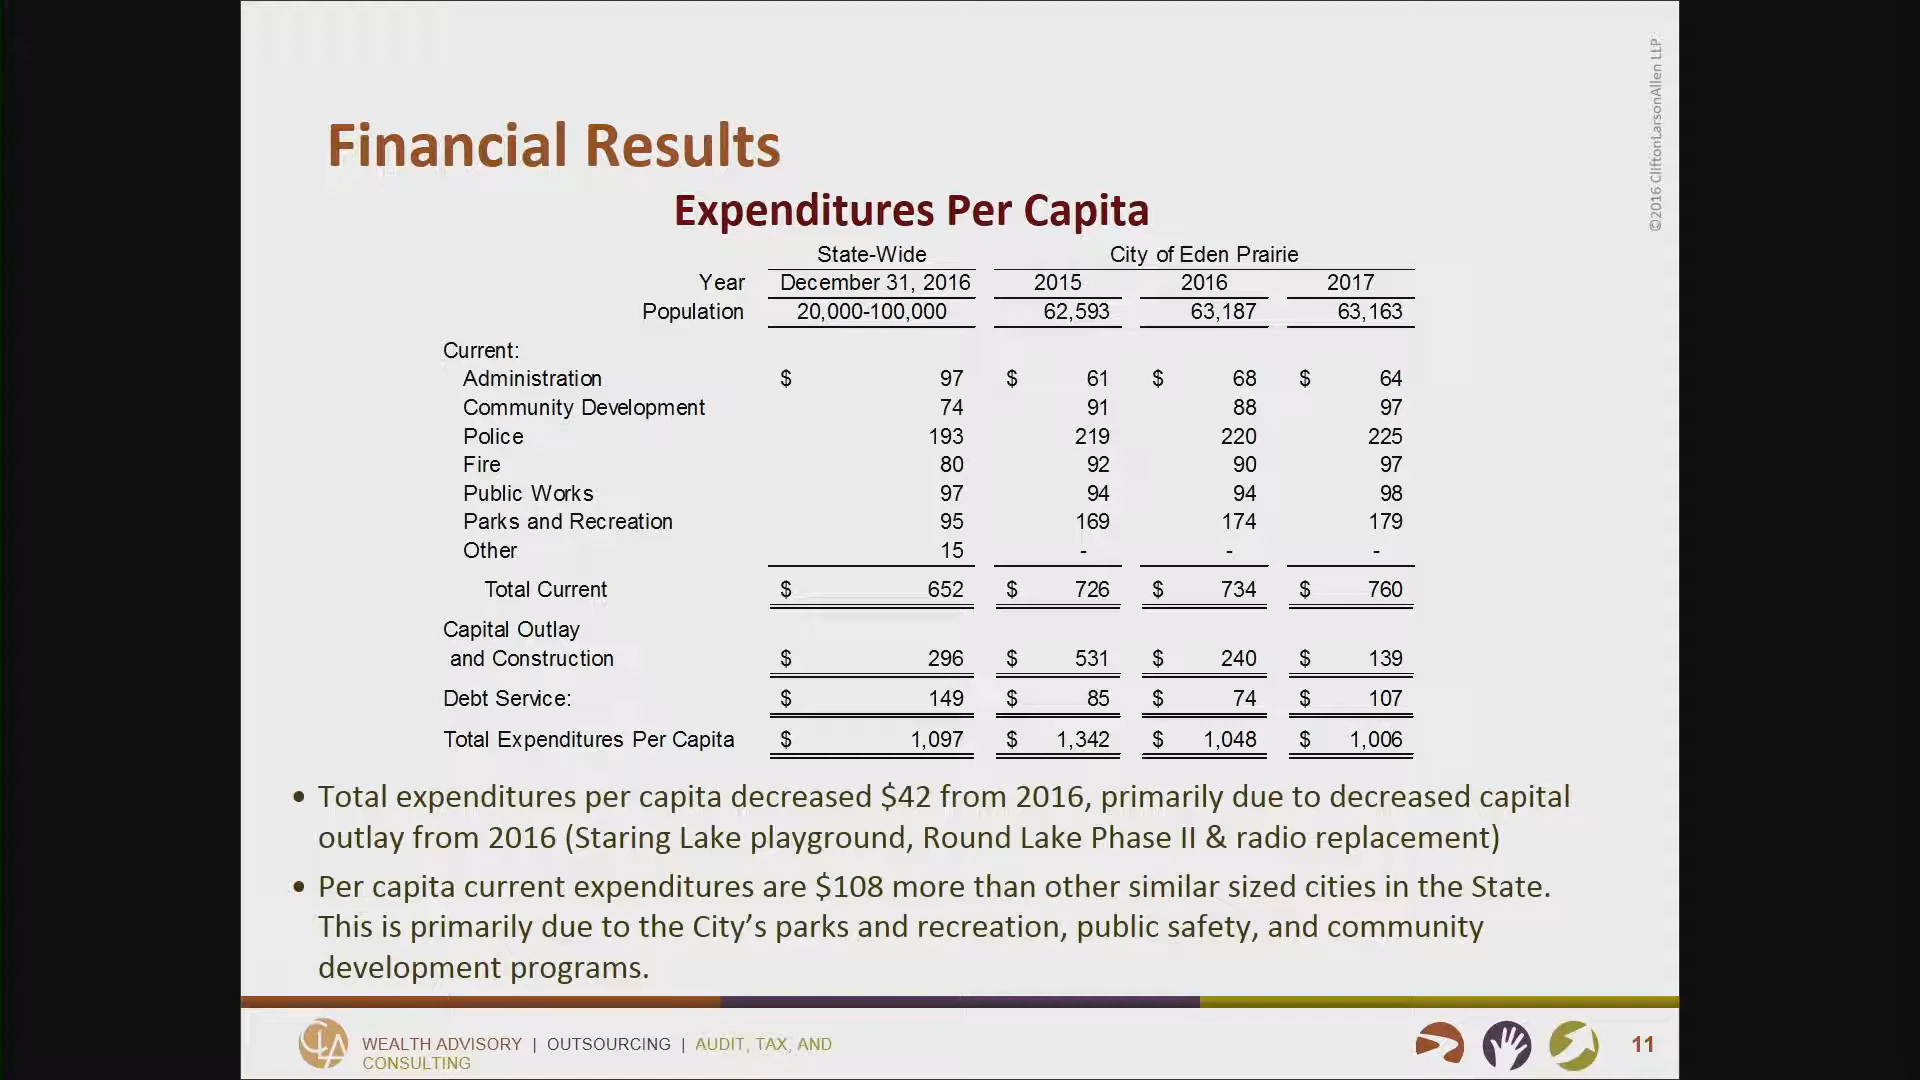 ©2016 CliftonLarsonAllen LLP
Financial Results
Expenditures Per Capita
State-Wide City of Eden Prairie
Year December 31, 2016 2015 2016 2017
Population 20,000-100,000 62,593 63,187 63,163
Current:
Administration $ 97 $ 61 $ 68 $ 64
Community Development 74 91 88 97
Police 193 219 220 225
Fire 80 92 90 97
Public Works 97 94 94 98
Parks and Recreation 95 169 174 179
Other 15 - - -
Total Current $ 652 $ 726 $ 734 $ 760
Capital Outlay
and Construction $ 296 $ 531 $ 240 $ 139
Debt Service: $ 149 $ 85 $ 74 $ 107
Total Expenditures Per Capita $ 1,097 $ 1,342 $ 1,048 $ 1,006
• Total expenditures per capita decreased $42 from 2016, primarily due to decreased capital
outlay from 2016 (Staring Lake playground, Round Lake Phase II & radio replacement)
• Per capita current expenditures are $108 more than other similar sized cities in the State.
This is primarily due to the City’s parks and recreation, public safety, and community
development programs.
CLA
WEALTH ADVISORY | OUTSOURCING | AUDIT, TAX, AND
CONSULTING
11